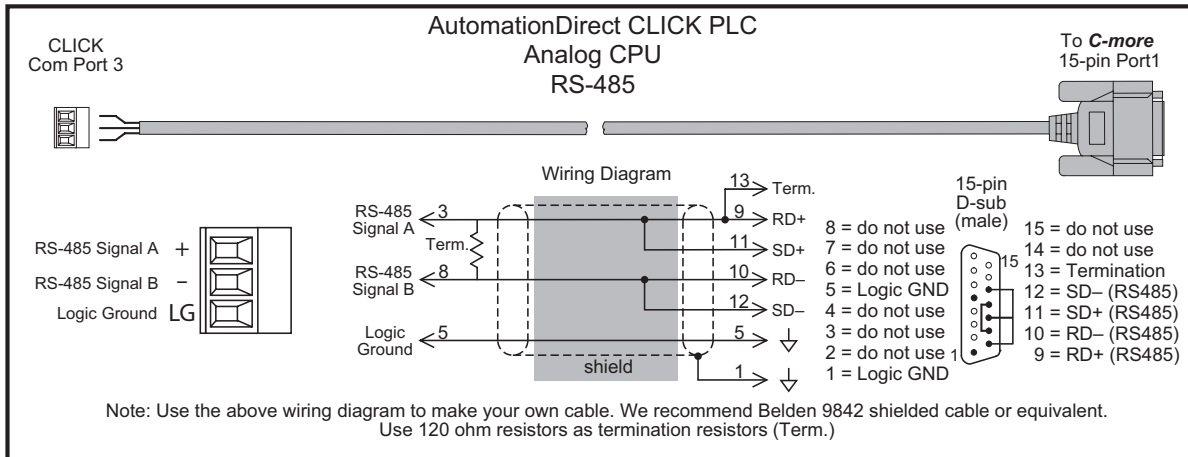 AutomationDirect CLICK PLC
Analog CPU
RS-485
CLICK
Com Port 3
To C-more
15-pin Port1
Wiring Diagram
RS-485 Signal A +
RS-485 Signal B –
Logic Ground LG
RS-485
Signal A
3
Term.
RS-485
Signal B
8
Logic
Ground
5
shield
13 Term.
9 RD+
11 SD+
10 RD–
12 SD–
5
1
8 = do not use
7 = do not use
6 = do not use
5 = Logic GND
4 = do not use
3 = do not use
2 = do not use
1 = Logic GND
15-pin
D-sub
(male)
15
1
15 = do not use
14 = do not use
13 = Termination
12 = SD– (RS485)
11 = SD+ (RS485)
10 = RD– (RS485)
9 = RD+ (RS485)
Note: Use the above wiring diagram to make your own cable. We recommend Belden 9842 shielded cable or equivalent.
Use 120 ohm resistors as termination resistors (Term.)